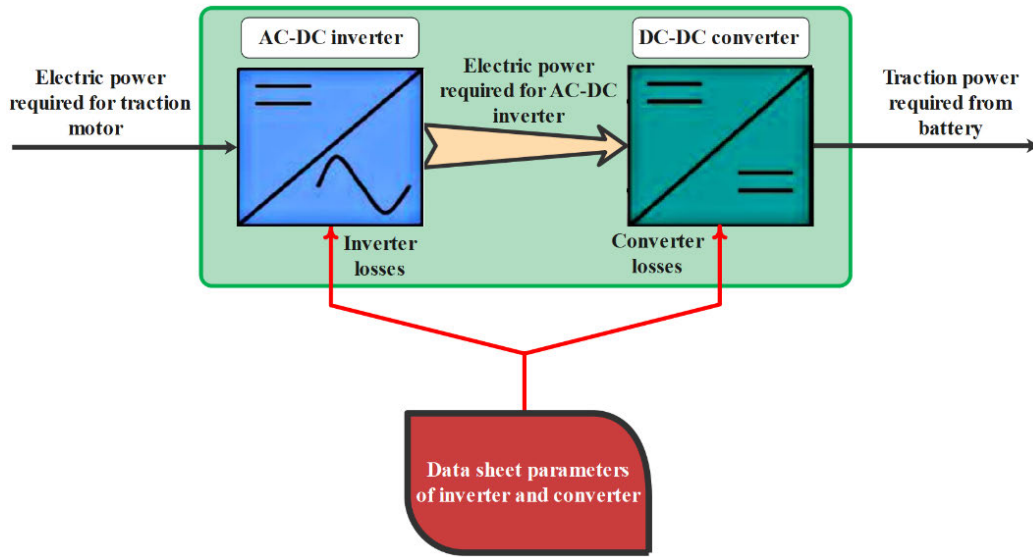 AC-DC inverter
DC-DC converter
Electric power
required for traction
motor
Electric power
required for AC-DC
inverter
Traction power
required from
battery
Inverter
losses
Converter
losses
Data sheet parameters
of inverter and converter